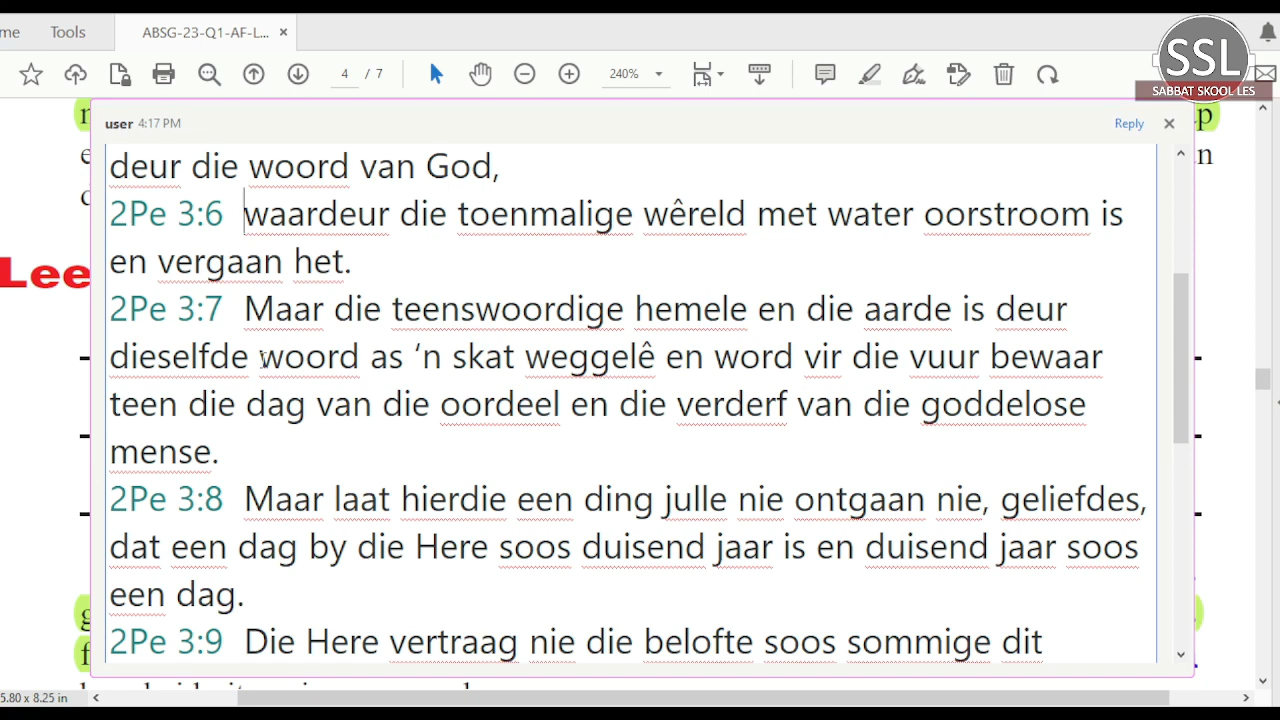 me Tools ABSG-23-Q1-AF-L... ×
4 / 7 240%
SSL
SABBAT SKOOL LES
user 4:17 PM Reply
deur die woord van God,
2Pe 3:6 waardeur die toenmalige wêreld met water oorstroom is
en vergaan het.
Lee
2Pe 3:7 Maar die teenswoordige hemele en die aarde is deur
dieselfde woord as ‘n skat weggelê en word vir die vuur bewaar
teen die dag van die oordeel en die verderf van die goddelose
mense.
2Pe 3:8 Maar laat hierdie een ding julle nie ontgaan nie, geliefdes,
dat een dag by die Here soos duisend jaar is en duisend jaar soos
een dag.
2Pe 3:9 Die Here vertraag nie die belofte soos sommige dit
5.80 x 8.25 in